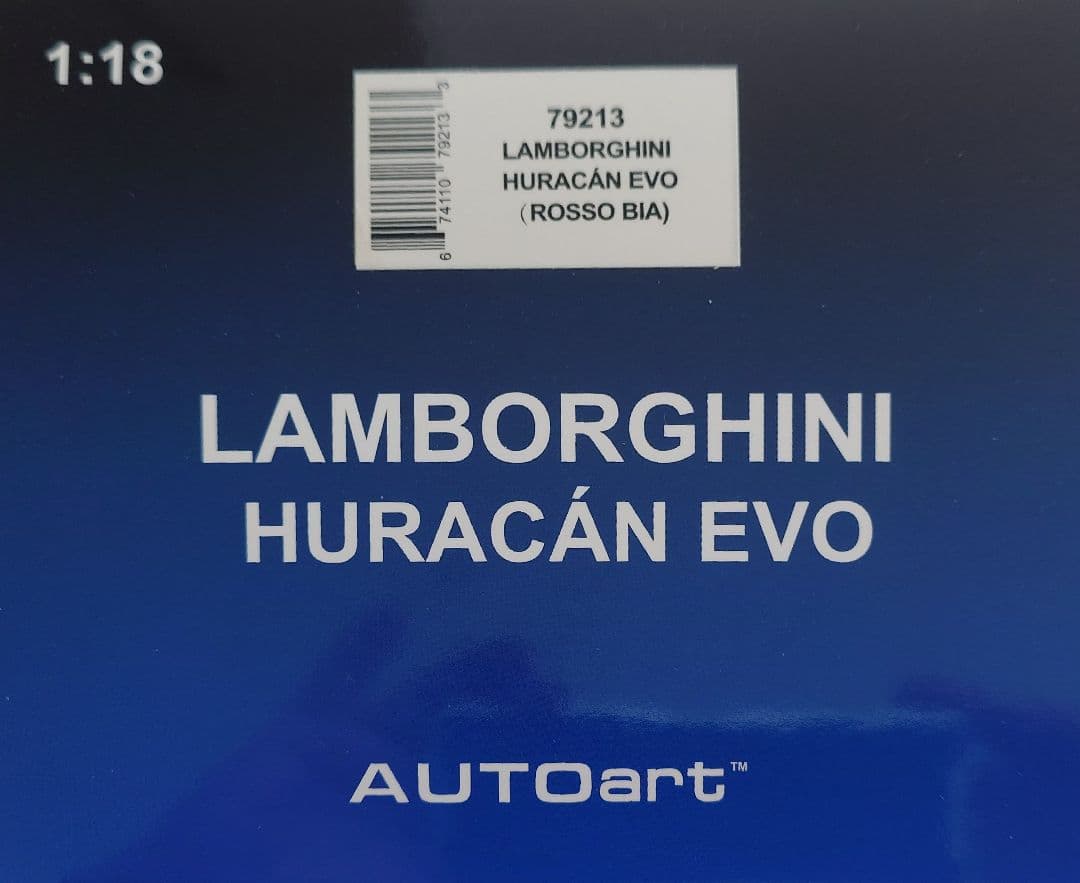 1:18
79213
LAMBORGHINI
HURACÁN EVO
(ROSSO BIA)
6 74110 79213 3
LAMBORGHINI
HURACÁN EVO
AUTOart™